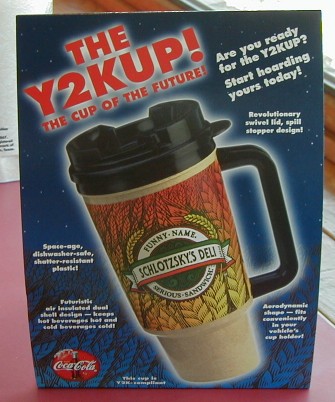 THE
Y2KUP!
THE CUP OF THE FUTURE!
Are you ready
for the Y2KUP?
Start hoarding
yours today!
Revolutionary
swivel lid, spill
stopper design!
FUNNY NAME.
SCHLOTZSKY'S DELI
SERIOUS SANDWICH.
Space-age,
dishwasher-safe,
shatter-resistant
plastic!
Futuristic
air insulated dual
shell design — keeps
hot beverages hot and
cold beverages cold!
Aerodynamic
shape — fits
conveniently
in your
vehicle's
cup holder!
Coca-Cola
This cup is
Y2K-compliant